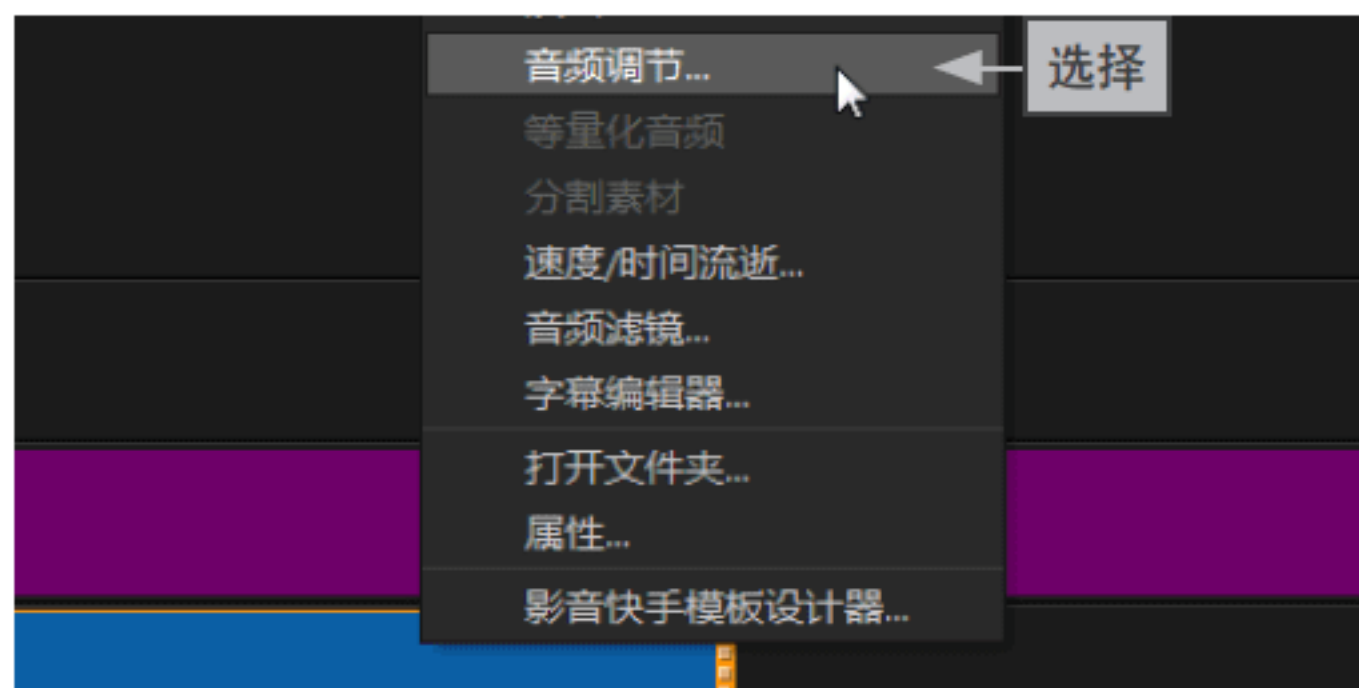 音频调节...
选择
等量化音频
分割素材
速度/时间流逝...
音频滤镜...
字幕编辑器...
打开文件夹...
属性...
影音快手模板设计器...